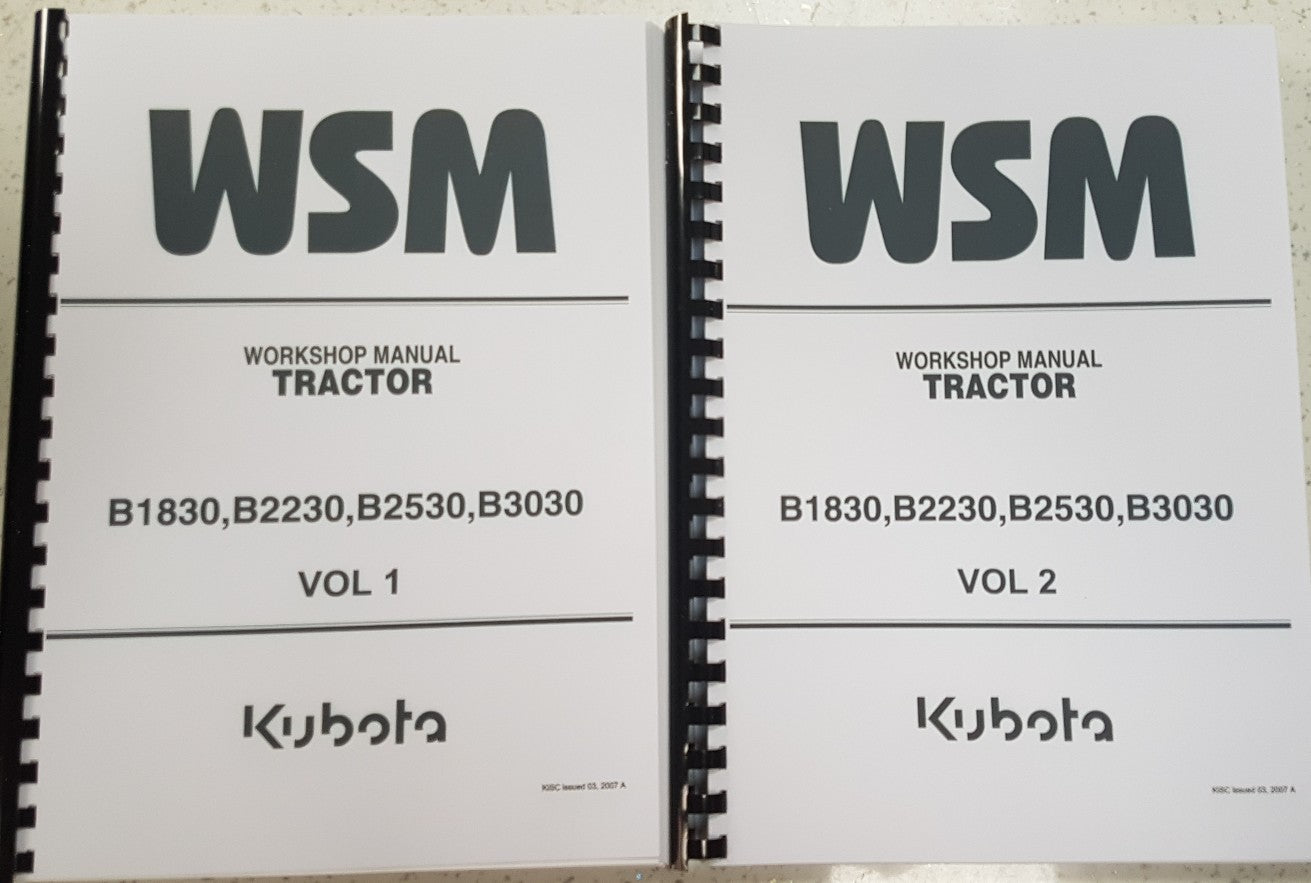 WSM
WORKSHOP MANUAL
TRACTOR
B1830,B2230,B2530,B3030
VOL 1
Kubota
KISC issued 03, 2007 A
WSM
WORKSHOP MANUAL
TRACTOR
B1830,B2230,B2530,B3030
VOL 2
Kubota
KISC issued 03, 2007 A